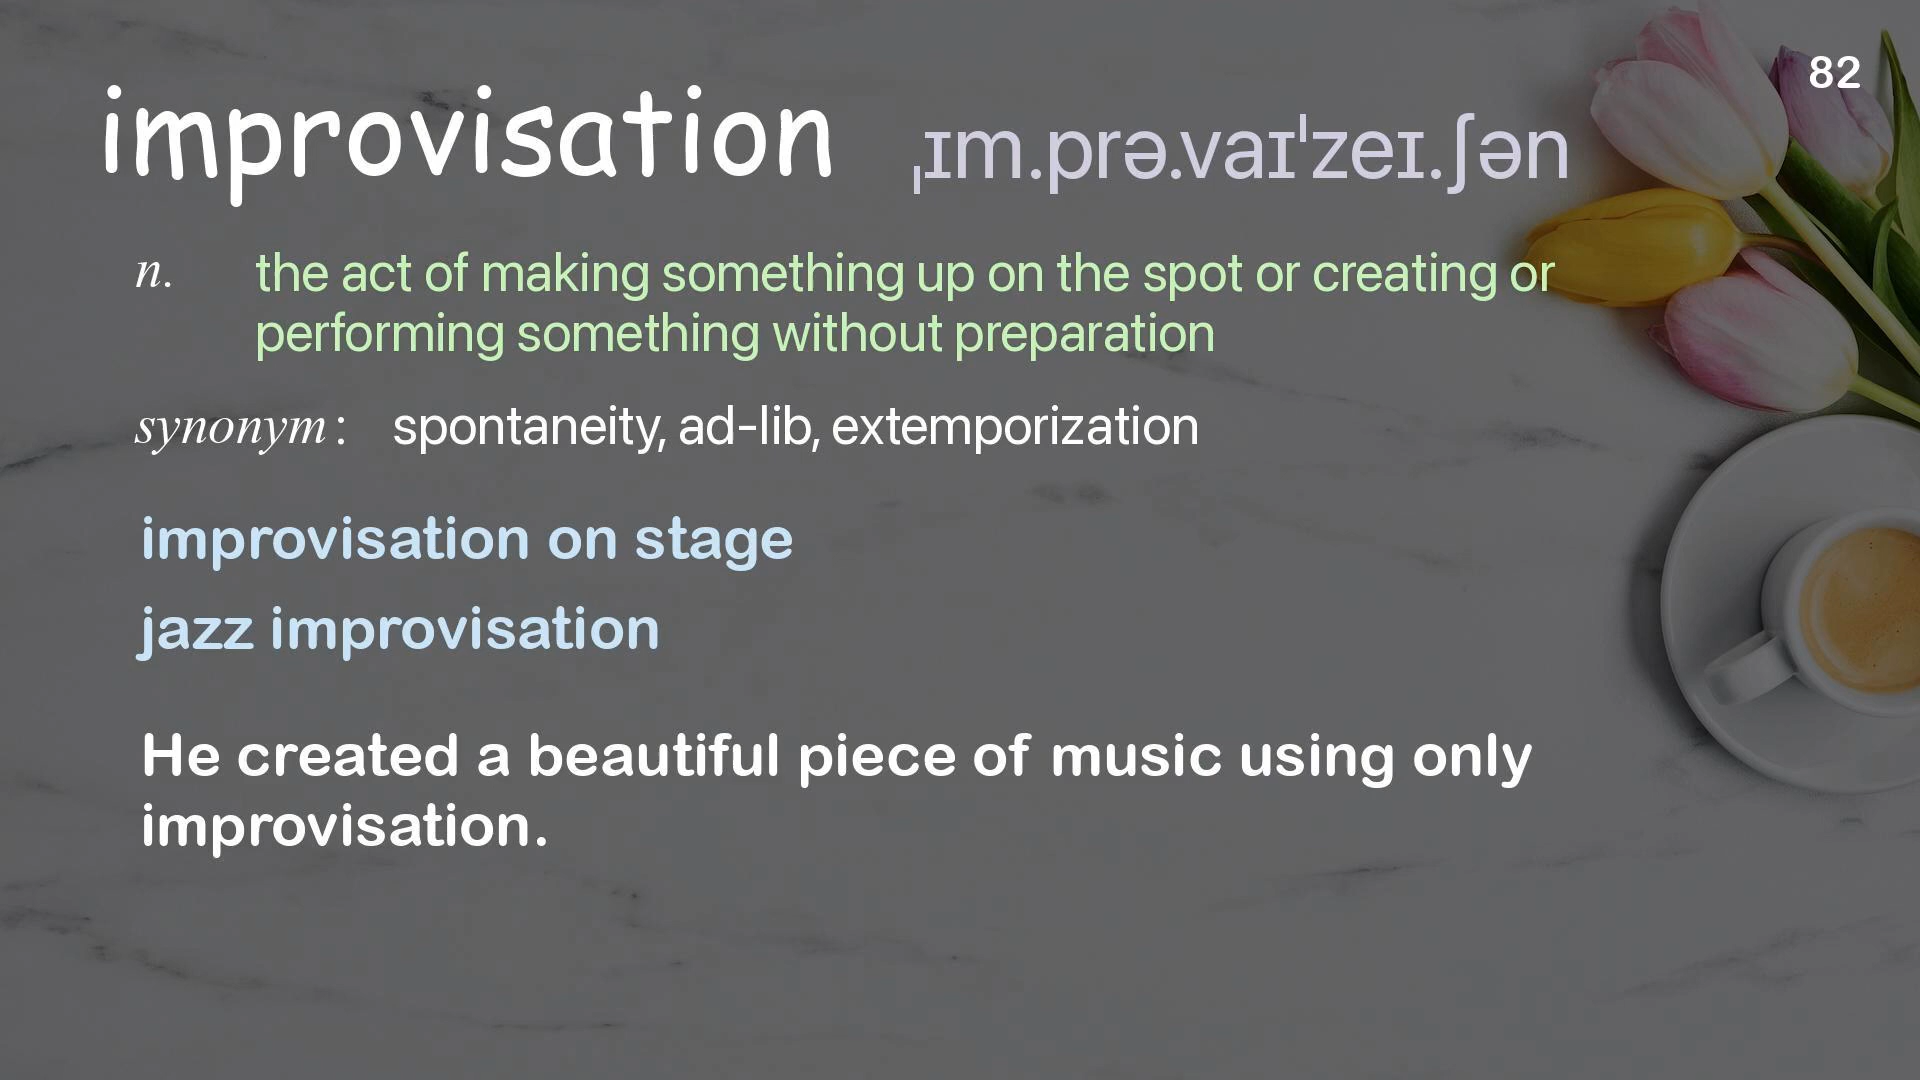 82
improvisation ˌɪm.prə.vaɪˈzeɪ.ʃən
n. the act of making something up on the spot or creating or
performing something without preparation
synonym: spontaneity, ad-lib, extemporization
improvisation on stage
jazz improvisation
He created a beautiful piece of music using only
improvisation.